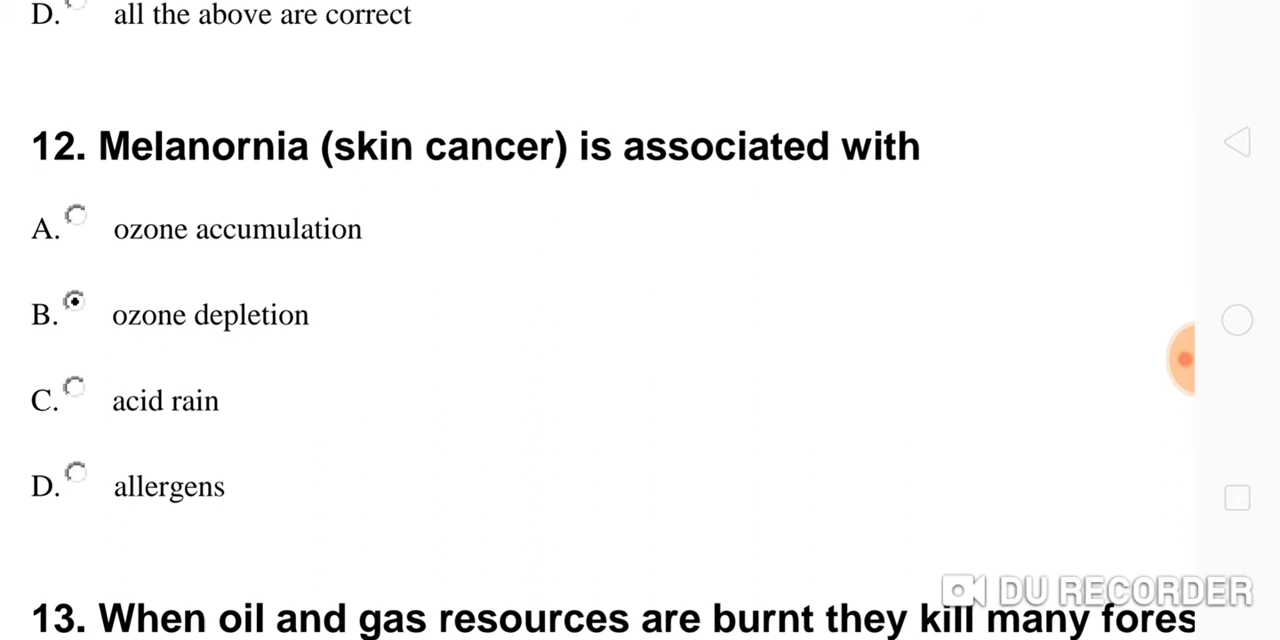 D. all the above are correct
12. Melanornia (skin cancer) is associated with
A. ozone accumulation
B. ozone depletion
C. acid rain
D. allergens
DU RECORDER
13. When oil and gas resources are burnt they kill many fores